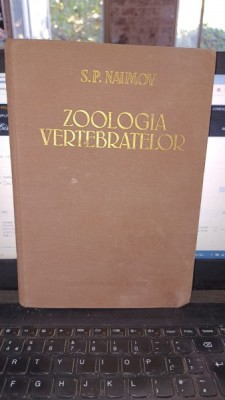 S.P. NAUMOV
ZOOLOGIA
VERTEBRATELOR
R T Y U I O P
F G H J K L